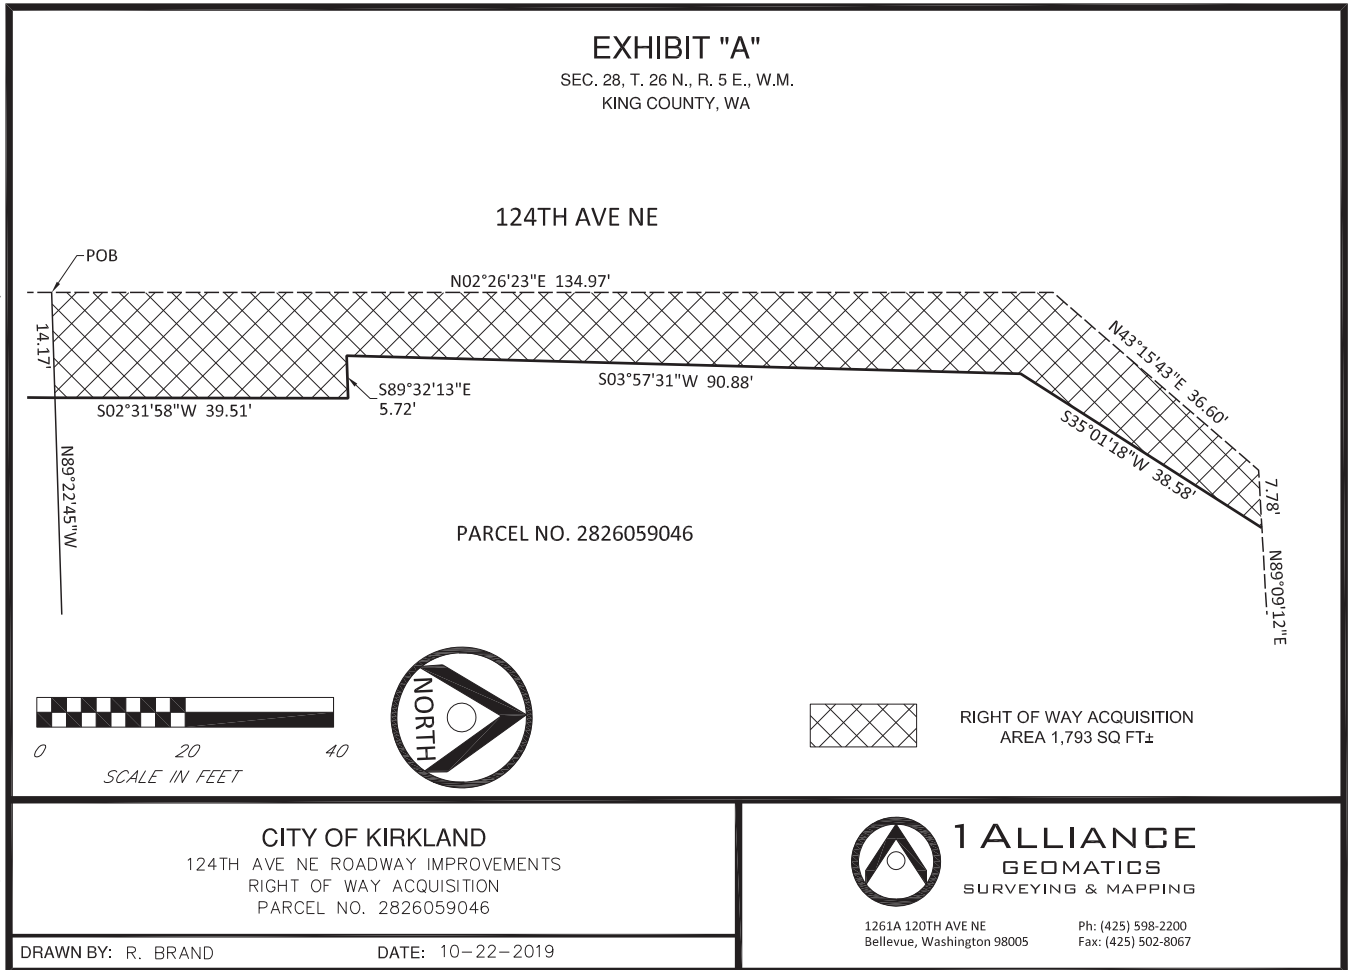 EXHIBIT "A"
SEC. 28, T. 26 N., R. 5 E., W.M.
KING COUNTY, WA
124TH AVE NE
POB
N02°26'23"E 134.97'
14.17'
N43°15'43"E 36.60'
S89°32'13"E
5.72'
S03°57'31"W 90.88'
S02°31'58"W 39.51'
S35°01'18"W 38.58'
7.78'
N89°22'45"W
PARCEL NO. 2826059046
N89°09'12"E
NORTH
0 20 40
SCALE IN FEET
RIGHT OF WAY ACQUISITION
AREA 1,793 SQ FT±
CITY OF KIRKLAND
124TH AVE NE ROADWAY IMPROVEMENTS
RIGHT OF WAY ACQUISITION
PARCEL NO. 2826059046
DRAWN BY: R. BRAND DATE: 10-22-2019
1 ALLIANCE
GEOMATICS
SURVEYING & MAPPING
1261A 120TH AVE NE
Bellevue, Washington 98005
Ph: (425) 598-2200
Fax: (425) 502-8067